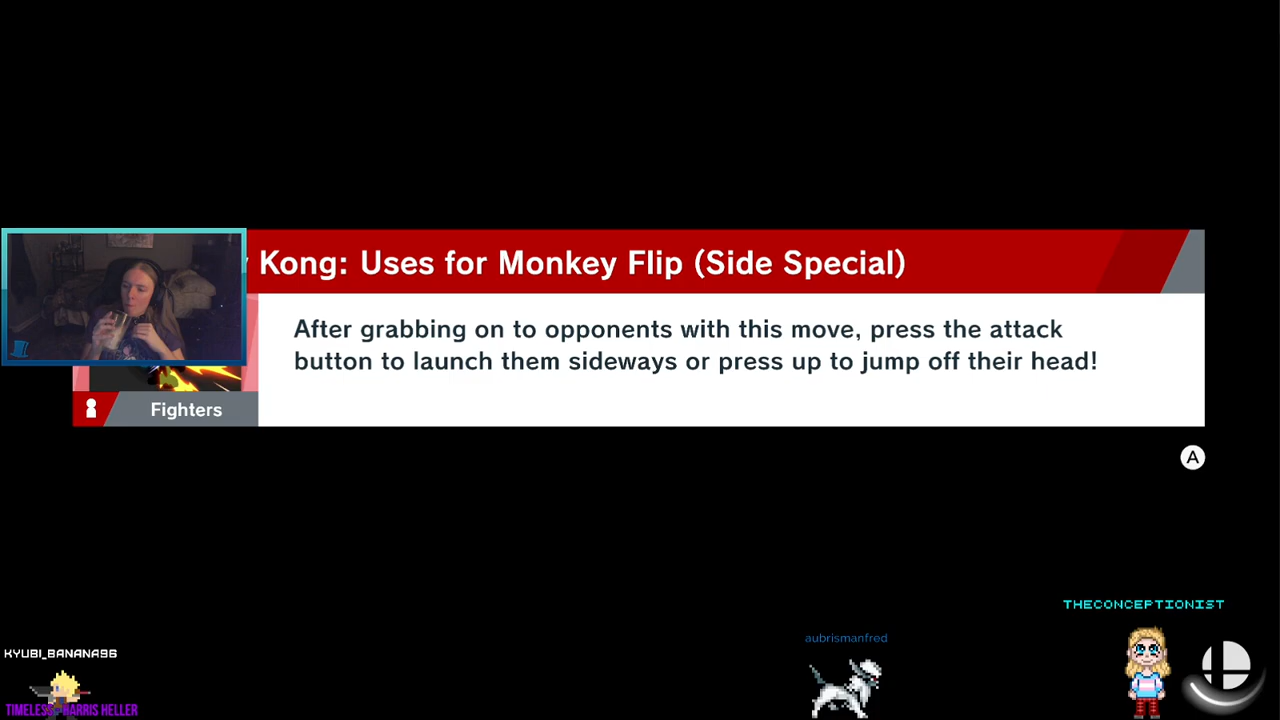 Kong: Uses for Monkey Flip (Side Special)
After grabbing on to opponents with this move, press the attack
button to launch them sideways or press up to jump off their head!
Fighters
A
THECONCEPTIONIST
aubrismanfred
KYUBI_BANANA96
TIMELESS HARRIS HELLER